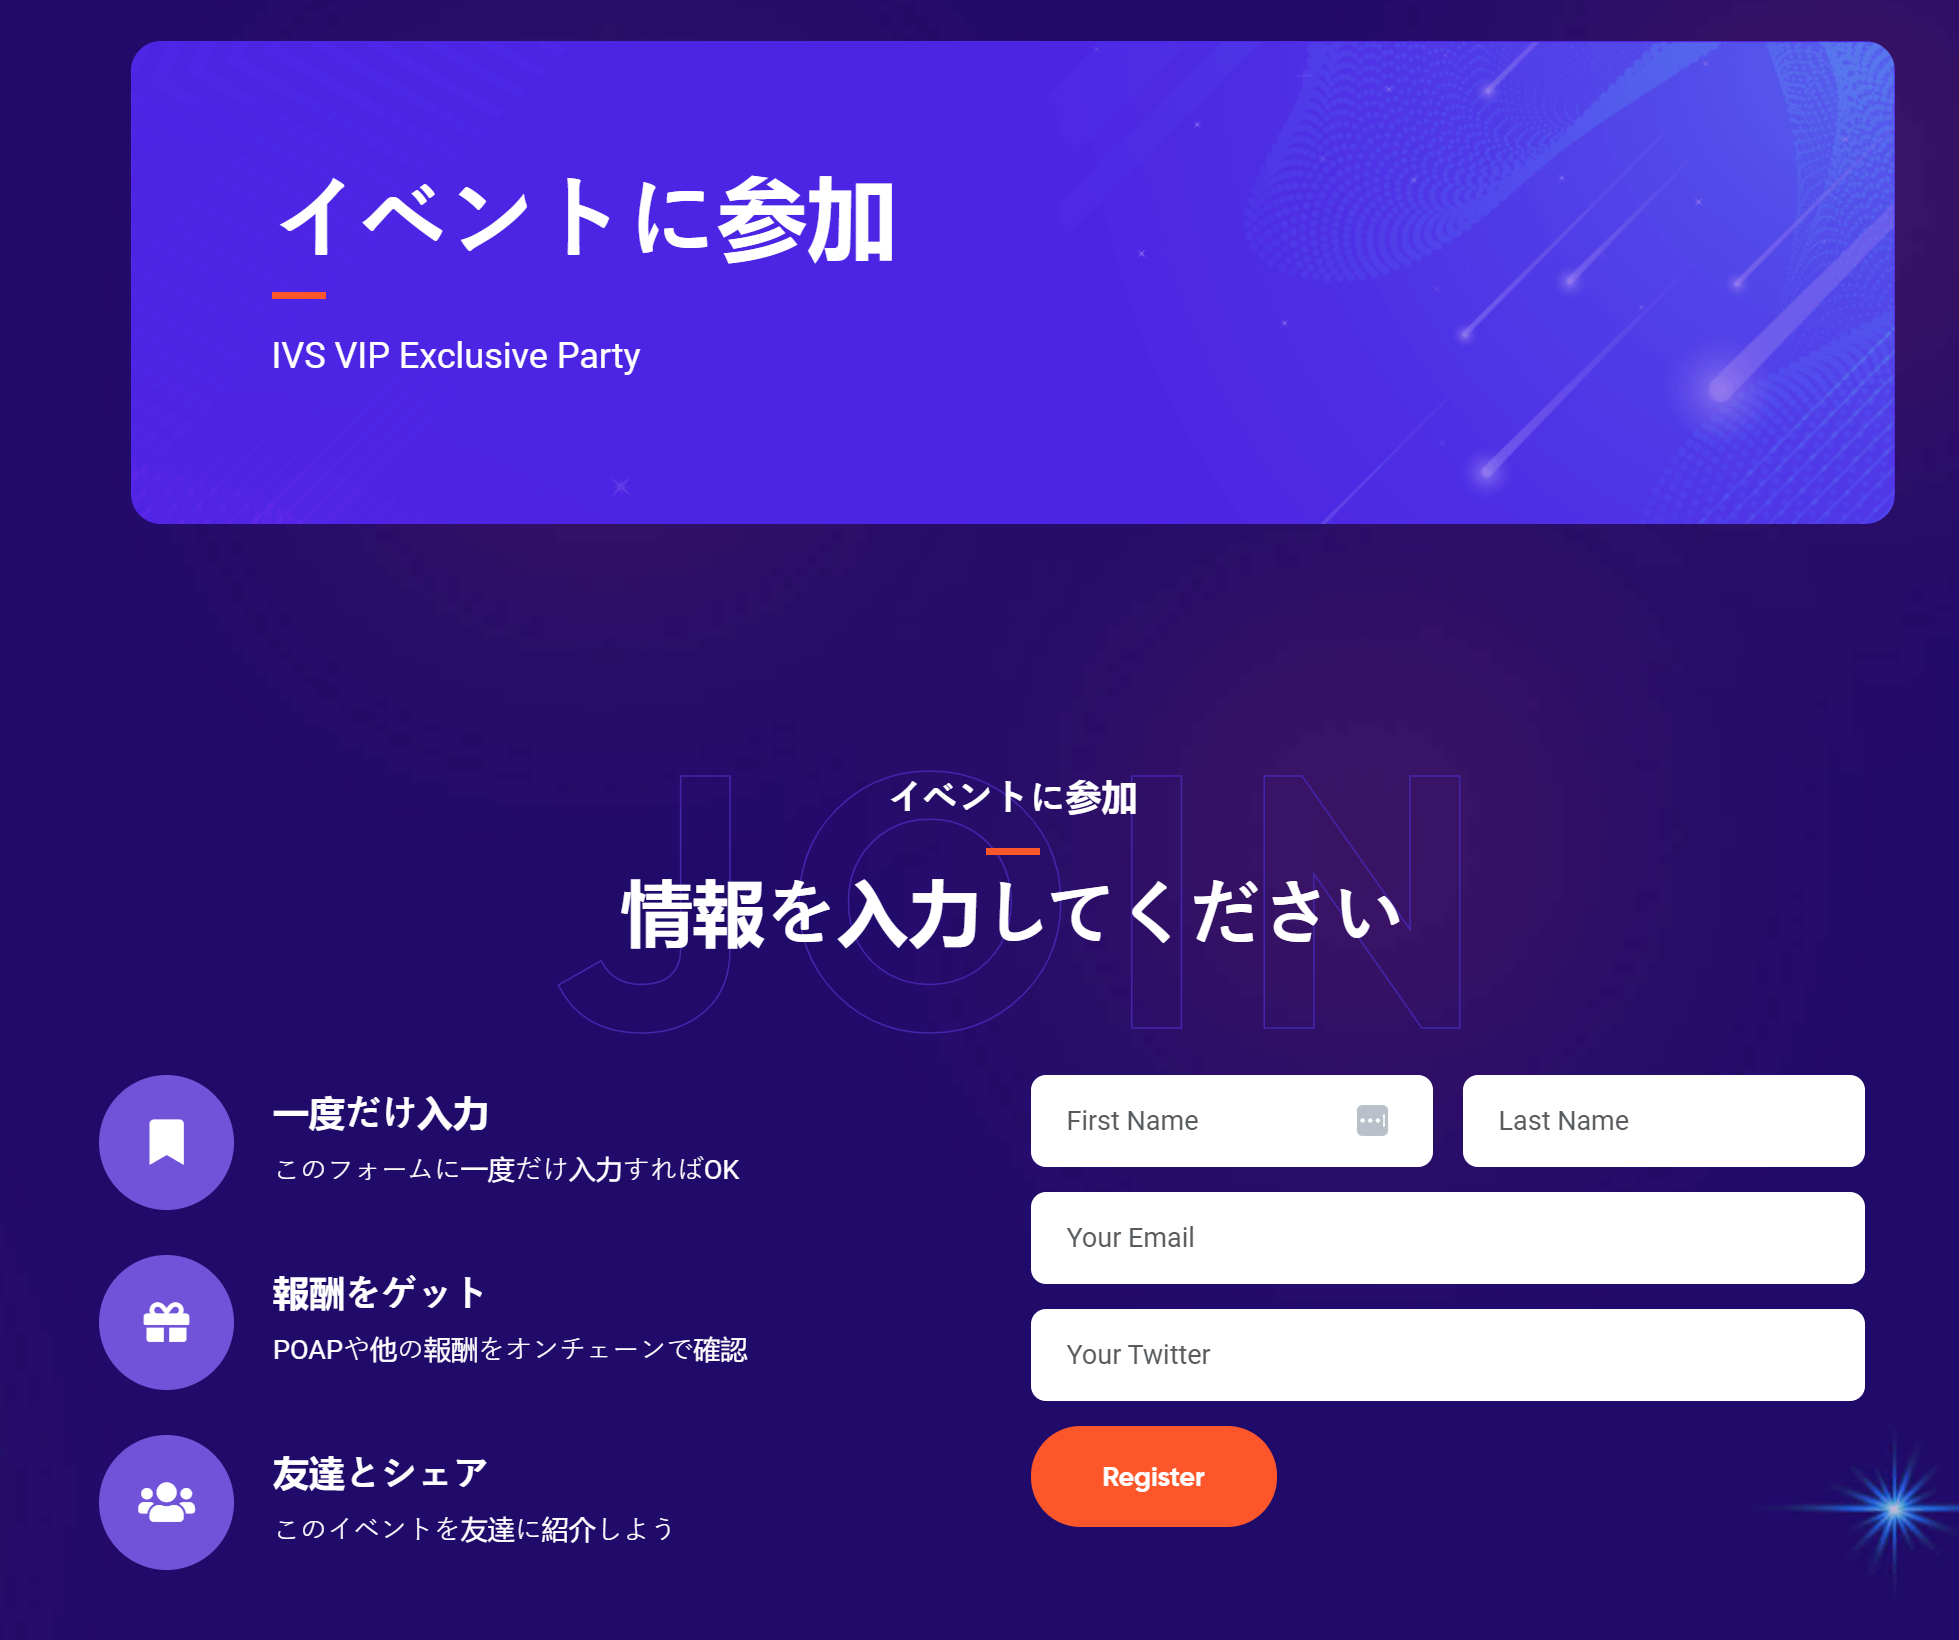 イベントに参加
IVS VIP Exclusive Party
JOIN
イベントに参加
情報を入力してください
一度だけ入力
このフォームに一度だけ入力すればOK
報酬をゲット
POAPや他の報酬をオンチェーンで確認
友達とシェア
このイベントを友達に紹介しよう
First Name
Last Name
Your Email
Your Twitter
Register